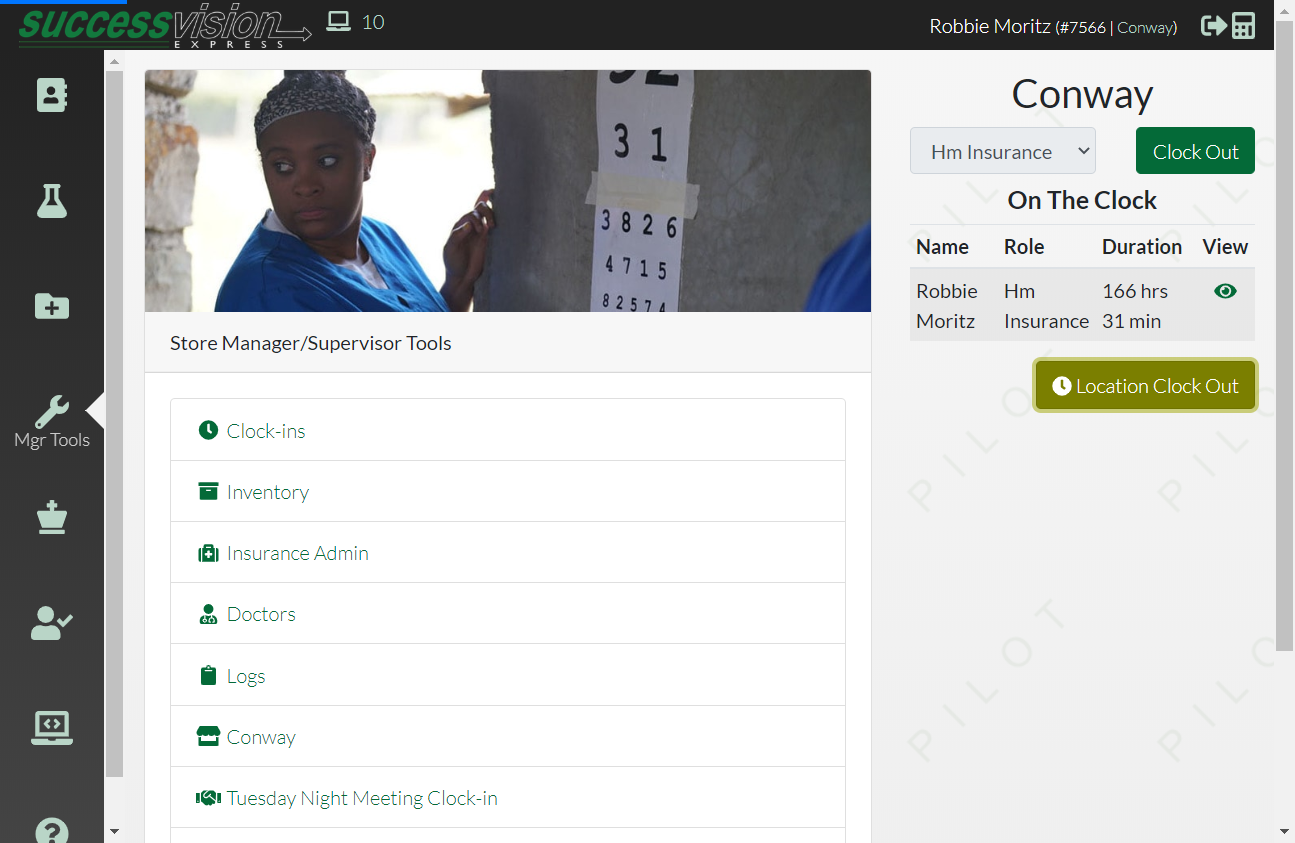 successvision
EXPRESS
10
Robbie Moritz (#7566 | Conway)
Mgr Tools
32
3 1
3 8 2 6
4 7 1 5
8 2 5 7 4
Store Manager/Supervisor Tools
Clock-ins
Inventory
Insurance Admin
Doctors
Logs
Conway
Tuesday Night Meeting Clock-in
Conway
Hm Insurance
Clock Out
On The Clock
Name Role Duration View
Robbie Hm 166 hrs
Moritz Insurance 31 min
Location Clock Out
PILOT
PILOT
PILOT
PILOT